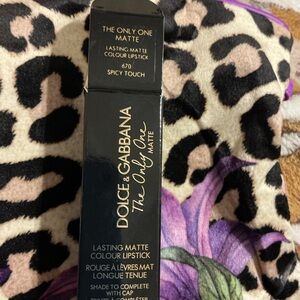 THE ONLY ONE
MATTE
LASTING MATTE
COLOUR LIPSTICK
670
SPICY TOUCH
DOLCE & GABBANA
The Only One
MATTE
LASTING MATTE
COLOUR LIPSTICK
ROUGE À LÈVRES MAT
LONGUE TENUE
SHADE TO COMPLETE
WITH CAP